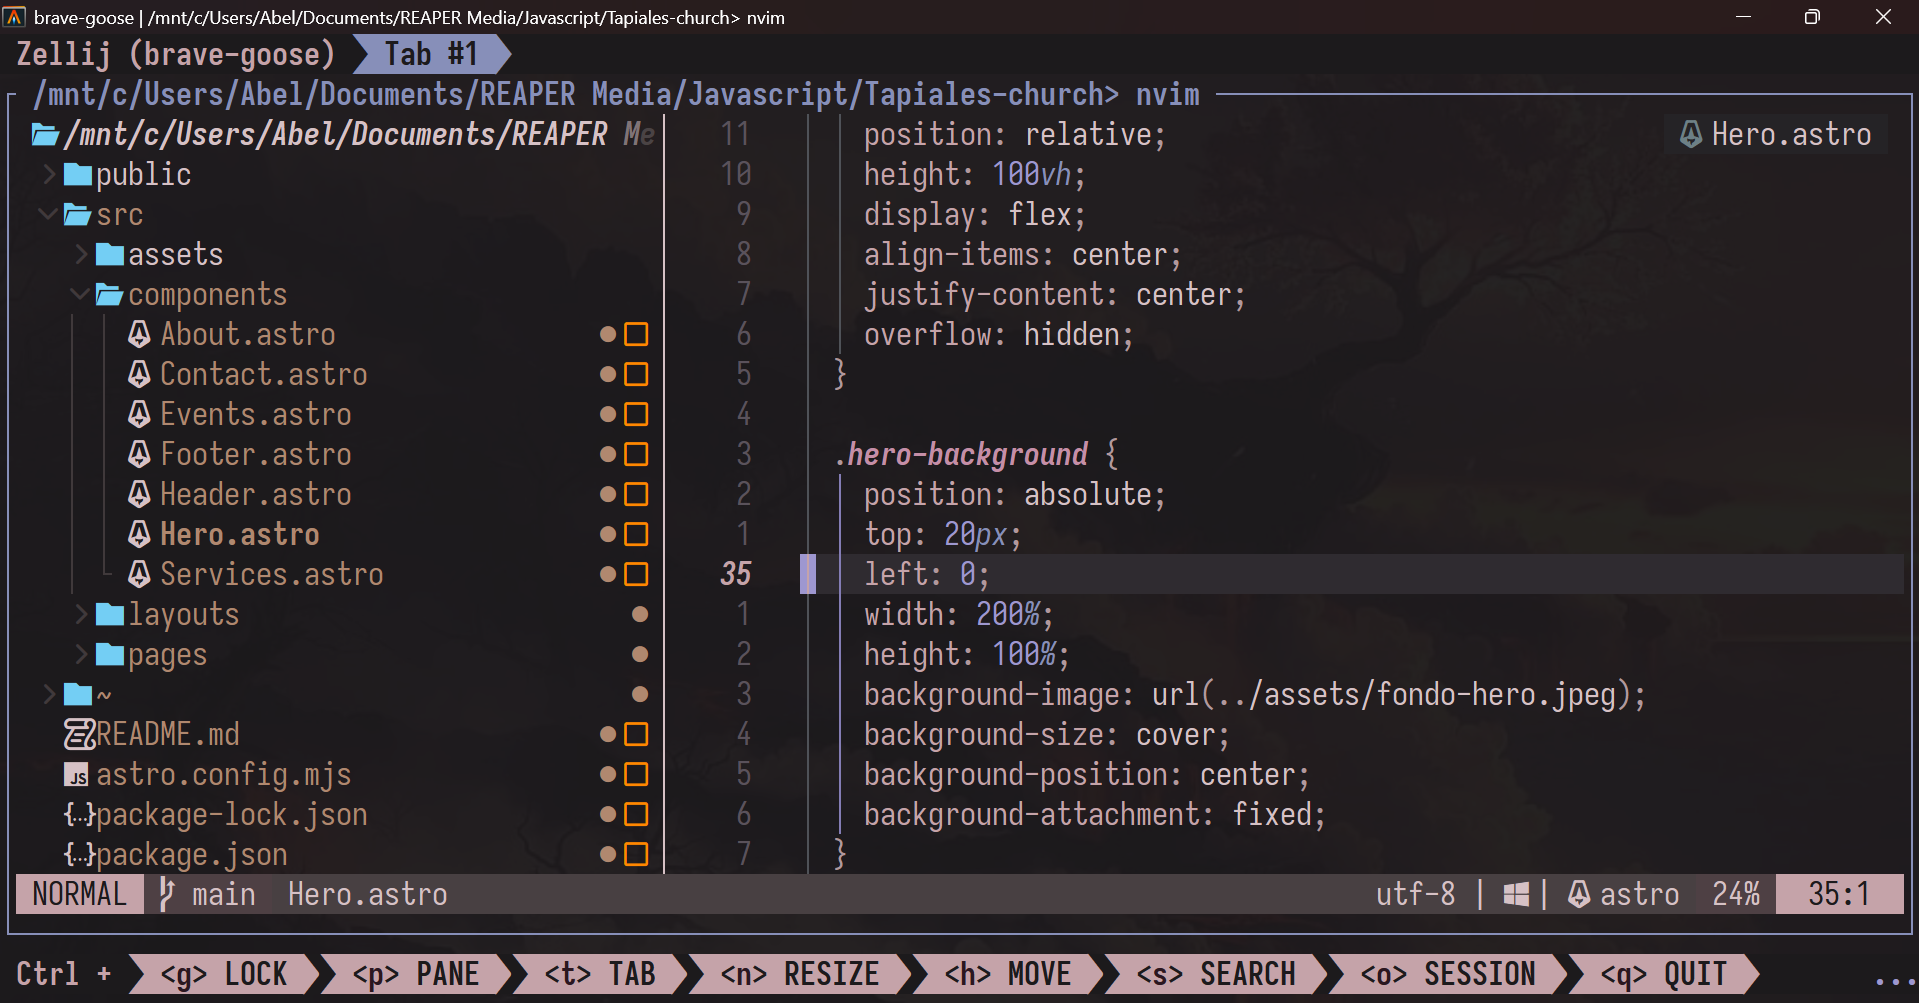 brave-goose | /mnt/c/Users/Abel/Documents/REAPER Media/Javascript/Tapiales-church> nvim
Zellij (brave-goose) Tab #1
/mnt/c/Users/Abel/Documents/REAPER Media/Javascript/Tapiales-church> nvim
/mnt/c/Users/Abel/Documents/REAPER Me
public
src
assets
components
About.astro
Contact.astro
Events.astro
Footer.astro
Header.astro
Hero.astro
Services.astro
layouts
pages
~
README.md
JS astro.config.mjs
{..}package-lock.json
{..}package.json
Hero.astro
11 position: relative;
10 height: 100vh;
9 display: flex;
8 align-items: center;
7 justify-content: center;
6 overflow: hidden;
5 }
4
3 .hero-background {
2 position: absolute;
1 top: 20px;
35 left: 0;
1 width: 200%;
2 height: 100%;
3 background-image: url(../assets/fondo-hero.jpeg);
4 background-size: cover;
5 background-position: center;
6 background-attachment: fixed;
7 }
NORMAL main Hero.astro utf-8 | | astro 24% 35:1
Ctrl + <g> LOCK <p> PANE <t> TAB <n> RESIZE <h> MOVE <s> SEARCH <o> SESSION <q> QUIT ...